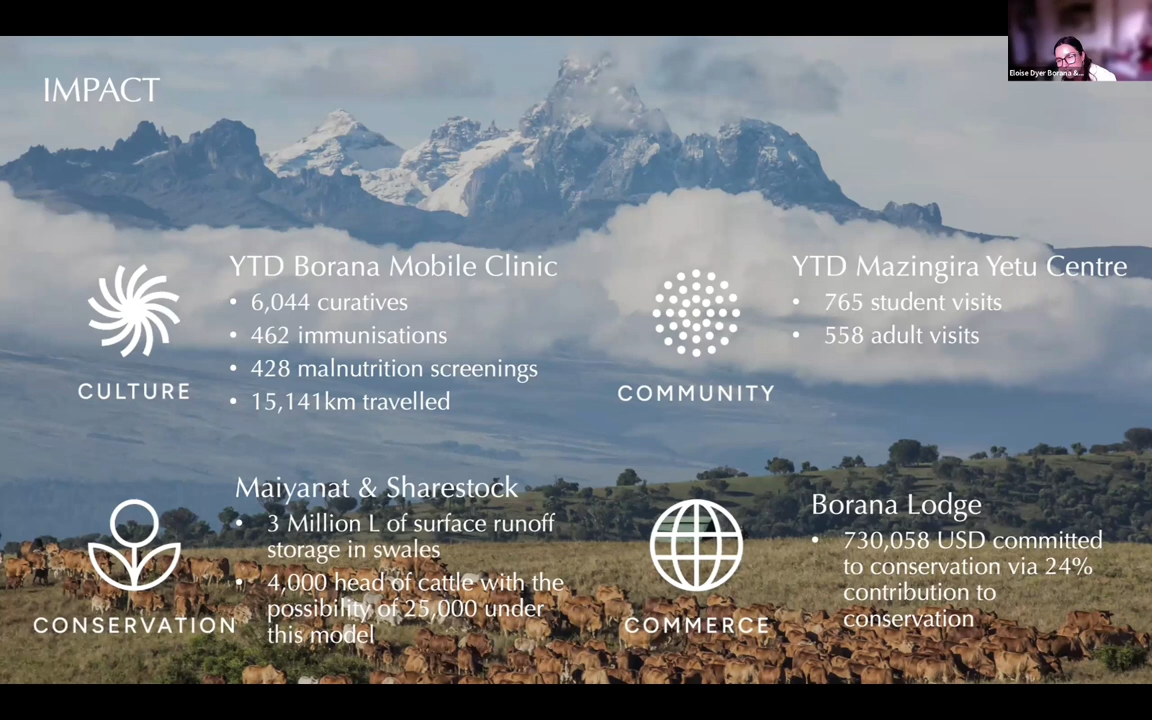 Eloise Dyer Borana &...
IMPACT
YTD Borana Mobile Clinic
• 6,044 curatives
• 462 immunisations
• 428 malnutrition screenings
• 15,141km travelled
CULTURE
YTD Mazingira Yetu Centre
• 765 student visits
• 558 adult visits
COMMUNITY
Maiyanat & Sharestock
• 3 Million L of surface runoff
storage in swales
• 4,000 head of cattle with the
possibility of 25,000 under
this model
CONSERVATION
Borana Lodge
• 730,058 USD committed
to conservation via 24%
contribution to
conservation
COMMERCE